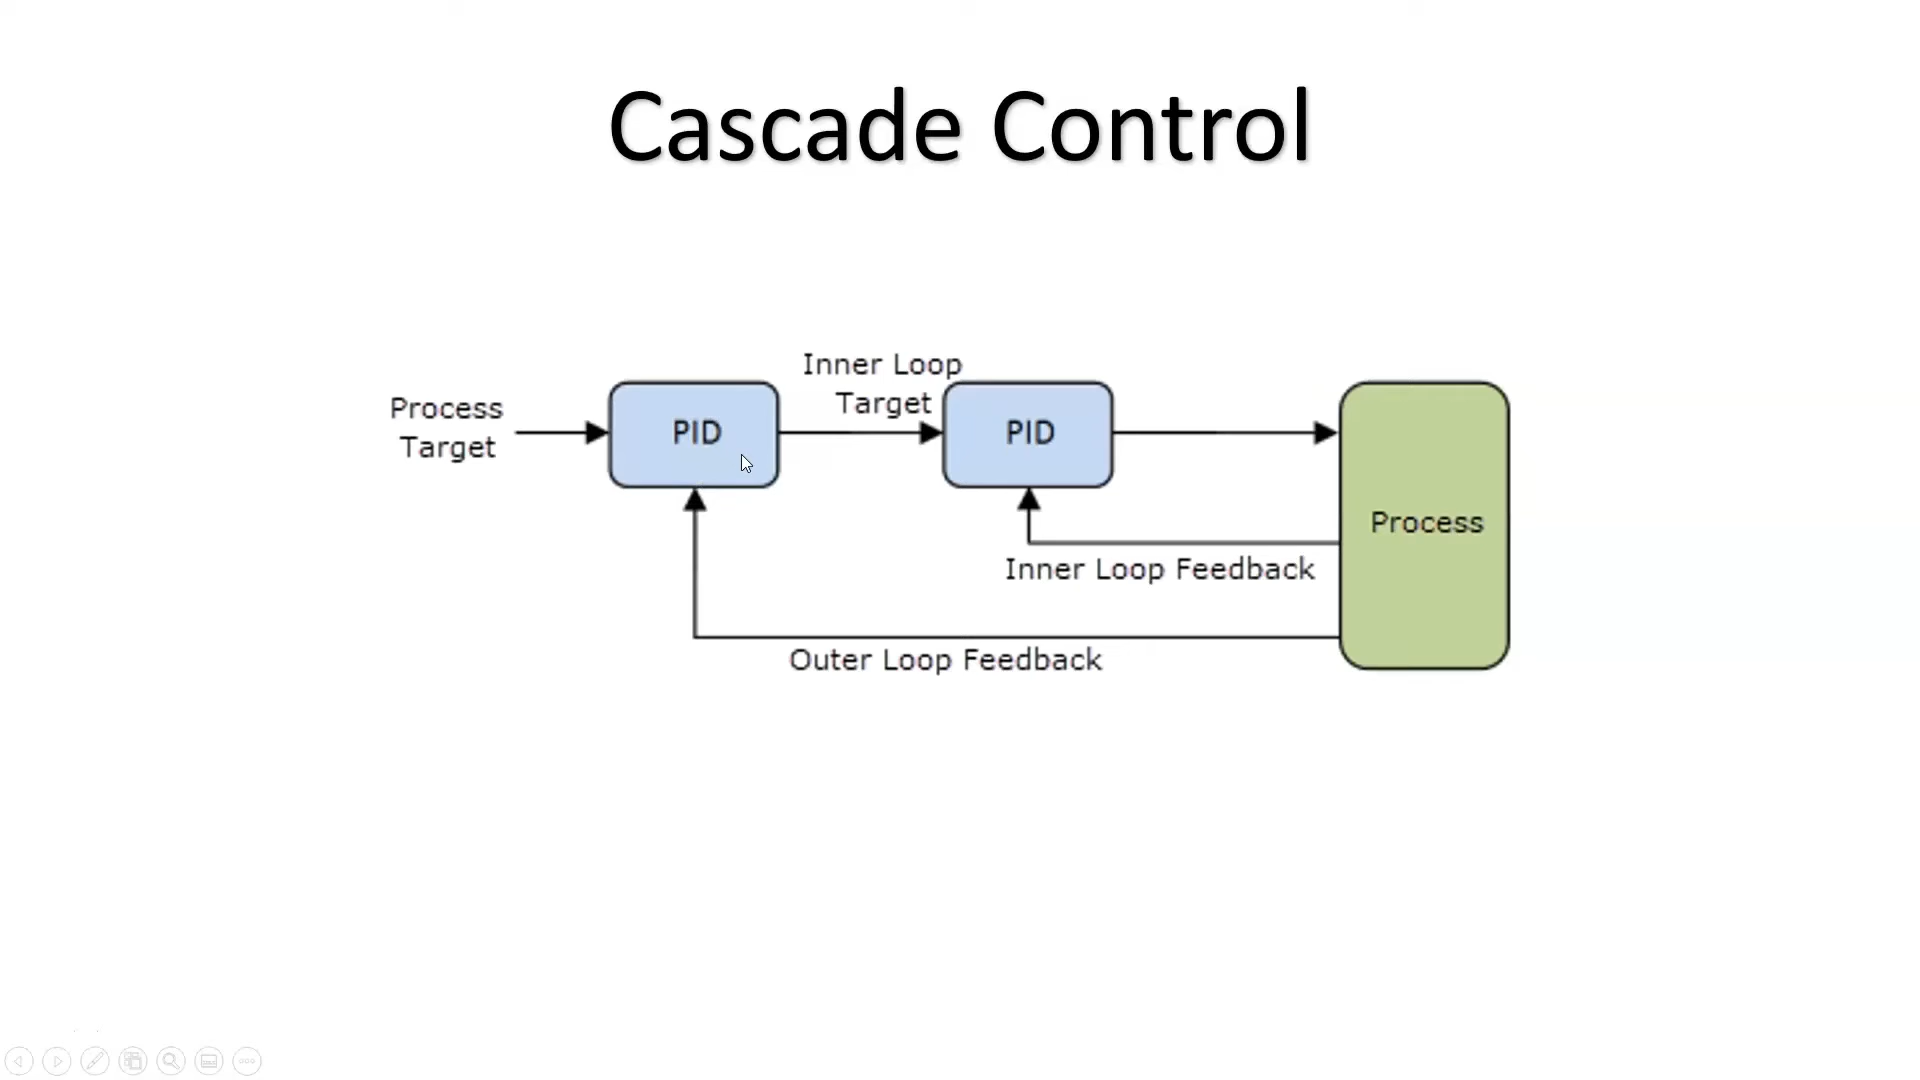 Cascade Control
Process
Target
PID
Inner Loop
Target
PID
Process
Inner Loop Feedback
Outer Loop Feedback